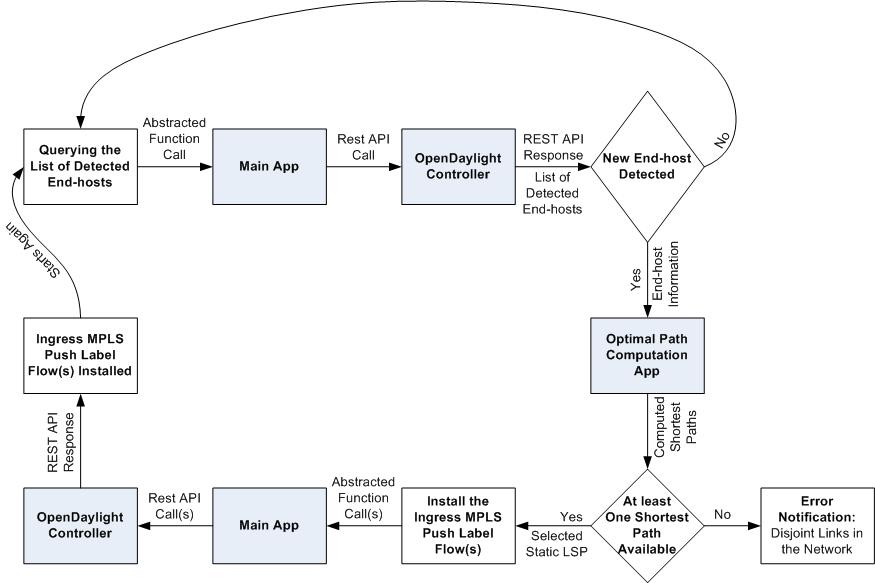 Querying the
List of Detected
End-hosts
Abstracted
Function
Call
Main App
Rest API
Call
OpenDaylight
Controller
REST API
Response
List of
Detected
End-hosts
New End-host
Detected
No
Yes
End-host
Information
Optimal Path
Computation
App
Computed
Shortest
Paths
At least
One Shortest
Path
Available
No
Error
Notification:
Disjoint Links in
the Network
Yes
Selected
Static LSP
Install the
Ingress MPLS
Push Label
Flow(s)
Abstracted
Function
Call(s)
Main App
Rest API
Call(s)
OpenDaylight
Controller
REST API
Response
Ingress MPLS
Push Label
Flow(s) Installed
Starts Again